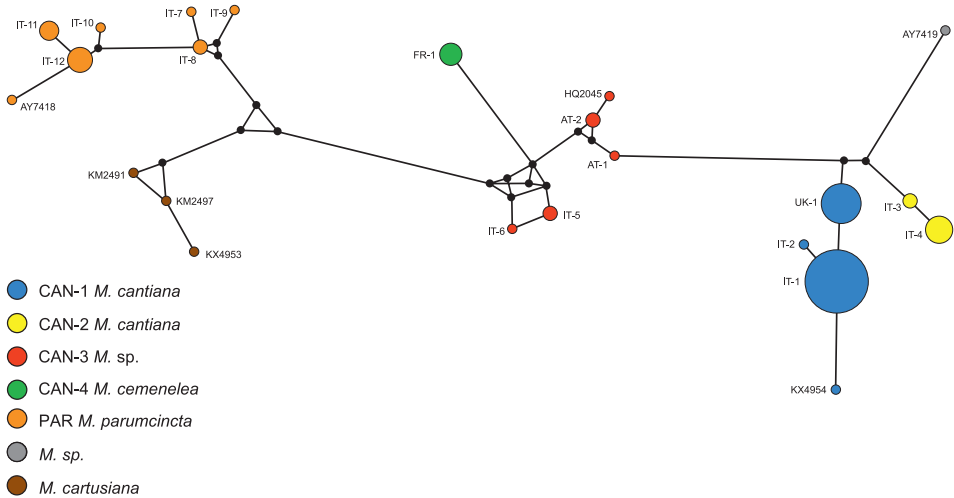 IT-7
IT-9
IT-10
IT-11
IT-8
IT-12
AY7418
FR-1
AY7419
HQ2045
AT-2
AT-1
KM2491
KM2497
KX4953
IT-5
IT-6
UK-1
IT-3
IT-4
IT-2
IT-1
KX4954
CAN-1 M. cantiana
CAN-2 M. cantiana
CAN-3 M. sp.
CAN-4 M. cemenelea
PAR M. parumcincta
M. sp.
M. cartusiana